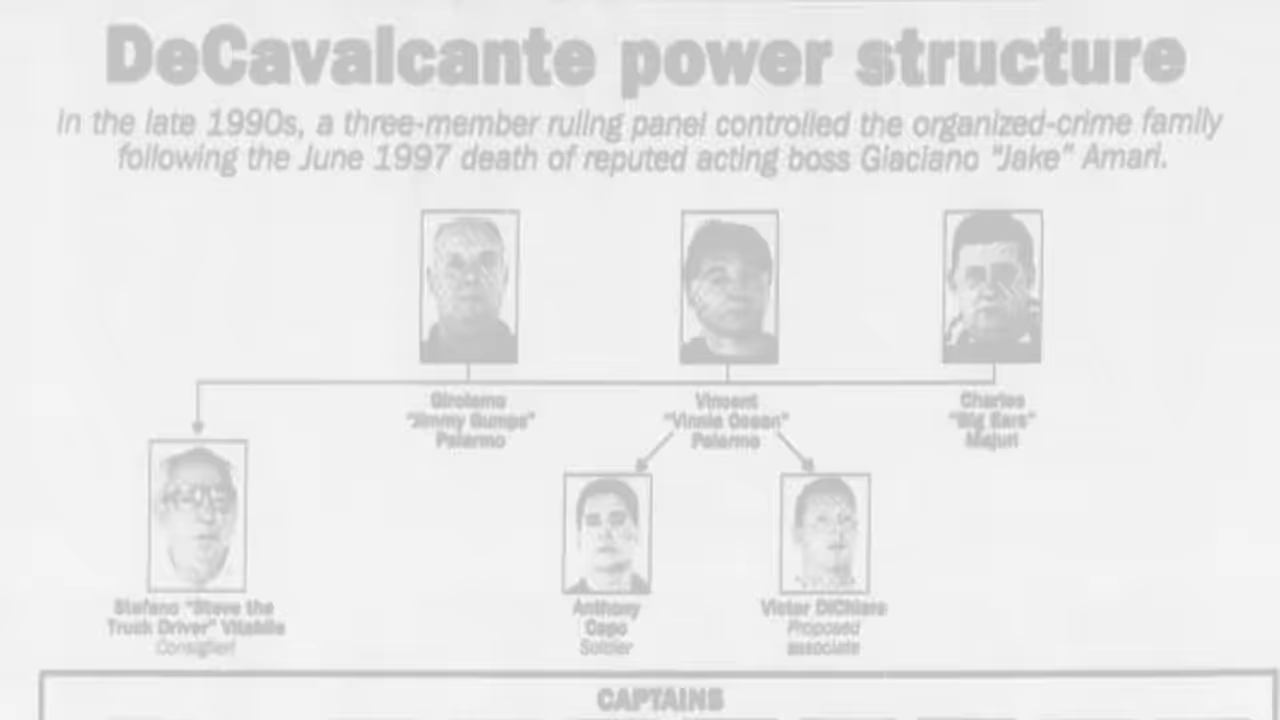 DeCavalcante power structure
In the late 1990s, a three-member ruling panel controlled the organized-crime family
following the June 1997 death of reputed acting boss Giaciano "Jake" Amari.
Girolamo
"Jimmy Gumps"
Palermo
Vincent
"Vinnie Ocean"
Palermo
Charles
"Big Ears"
Majuri
Stefano "Steve the
Truck Driver" Vitabile
Consiglieri
Anthony
Capo
Soldier
Victor DiChiara
Proposed
associate
CAPTAINS